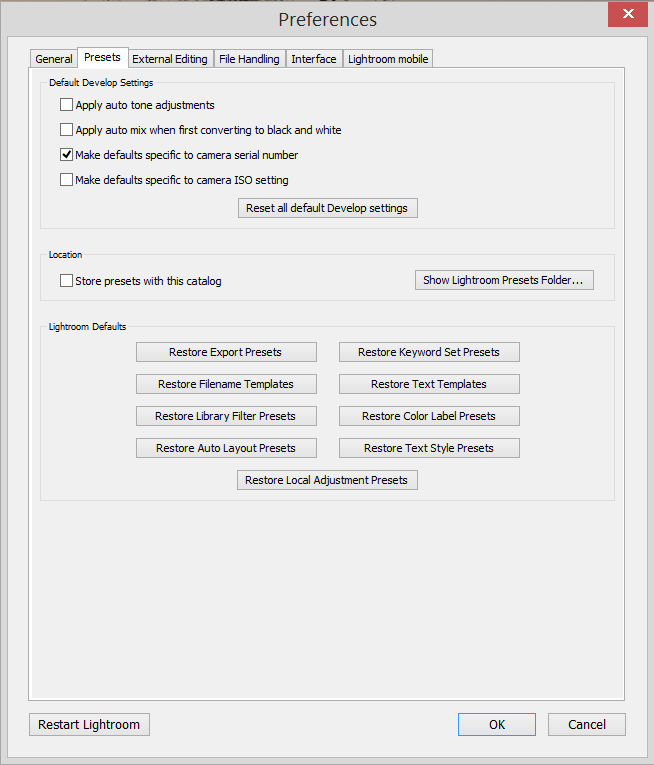 Preferences
General Presets External Editing File Handling Interface Lightroom mobile
Default Develop Settings
Apply auto tone adjustments
Apply auto mix when first converting to black and white
Make defaults specific to camera serial number
Make defaults specific to camera ISO setting
Reset all default Develop settings
Location
Store presets with this catalog Show Lightroom Presets Folder...
Lightroom Defaults
Restore Export Presets Restore Keyword Set Presets
Restore Filename Templates Restore Text Templates
Restore Library Filter Presets Restore Color Label Presets
Restore Auto Layout Presets Restore Text Style Presets
Restore Local Adjustment Presets
Restart Lightroom OK Cancel